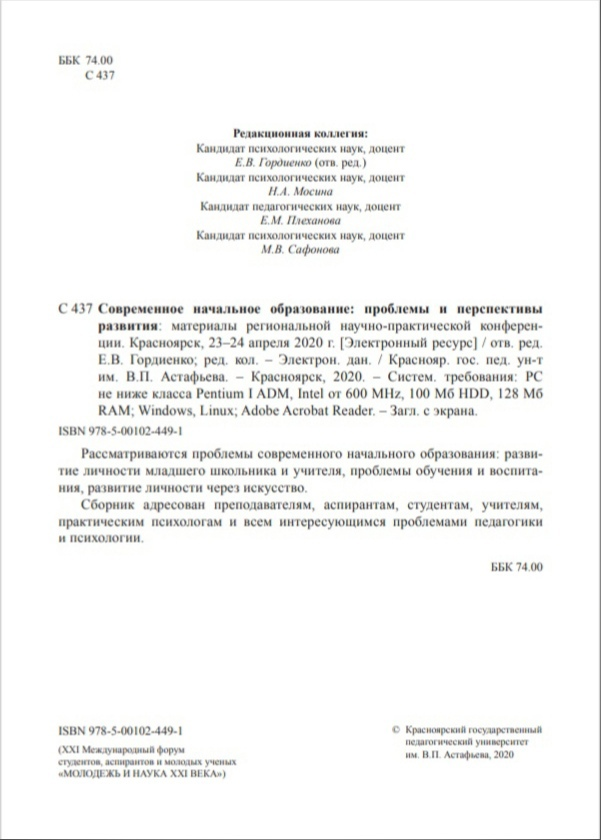 ББК 74.00
С 437
Редакционная коллегия:
Кандидат психологических наук, доцент
Е.В. Гордиенко (отв. ред.)
Кандидат психологических наук, доцент
Н.А. Мосина
Кандидат педагогических наук, доцент
Е.М. Плеханова
Кандидат психологических наук, доцент
М.В. Сафонова
С 437 Современное начальное образование: проблемы и перспективы
развития: материалы региональной научно-практической конферен-
ции. Красноярск, 23–24 апреля 2020 г. [Электронный ресурс] / отв. ред.
Е.В. Гордиенко; ред. кол. – Электрон. дан. / Краснояр. гос. пед. ун-т
им. В.П. Астафьева. – Красноярск, 2020. – Систем. требования: PC
не ниже класса Pentium I ADM, Intel от 600 MHz, 100 Мб HDD, 128 Мб
RAM; Windows, Linux; Adobe Acrobat Reader. – Загл. с экрана.
ISBN 978-5-00102-449-1
Рассматриваются проблемы современного начального образования: разви-
тие личности младшего школьника и учителя, проблемы обучения и воспита-
ния, развитие личности через искусство.
Сборник адресован преподавателям, аспирантам, студентам, учителям,
практическим психологам и всем интересующимся проблемами педагогики
и психологии.
ББК 74.00
ISBN 978-5-00102-449-1
(XXI Международный форум
студентов, аспирантов и молодых ученых
«МОЛОДЕЖЬ И НАУКА XXI ВЕКА»)
© Красноярский государственный
педагогический университет
им. В.П. Астафьева, 2020